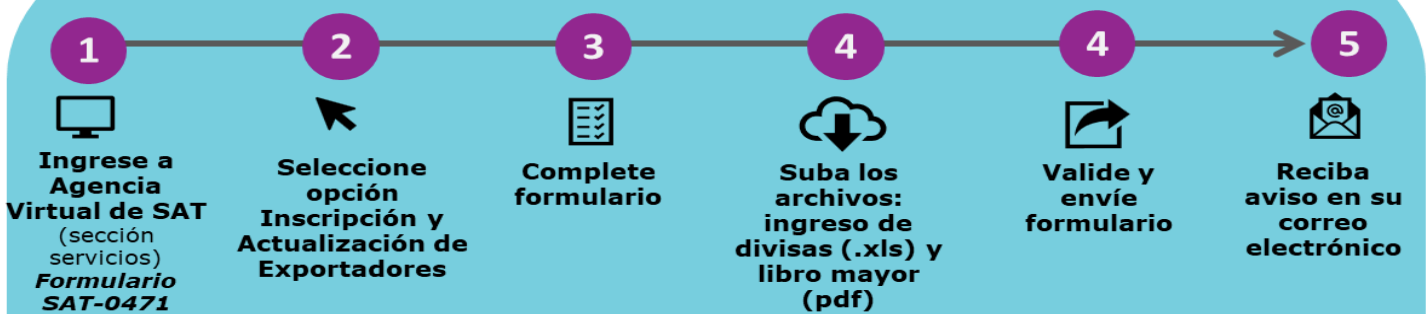 1
Ingrese a
Agencia
Virtual de SAT
(sección
servicios)
Formulario
SAT-0471
2
Seleccione
opción
Inscripción y
Actualización de
Exportadores
3
Complete
formulario
4
Suba los
archivos:
ingreso de
divisas (.xls) y
libro mayor
(pdf)
4
Valide y
envíe
formulario
5
@
Reciba
aviso en su
correo
electrónico